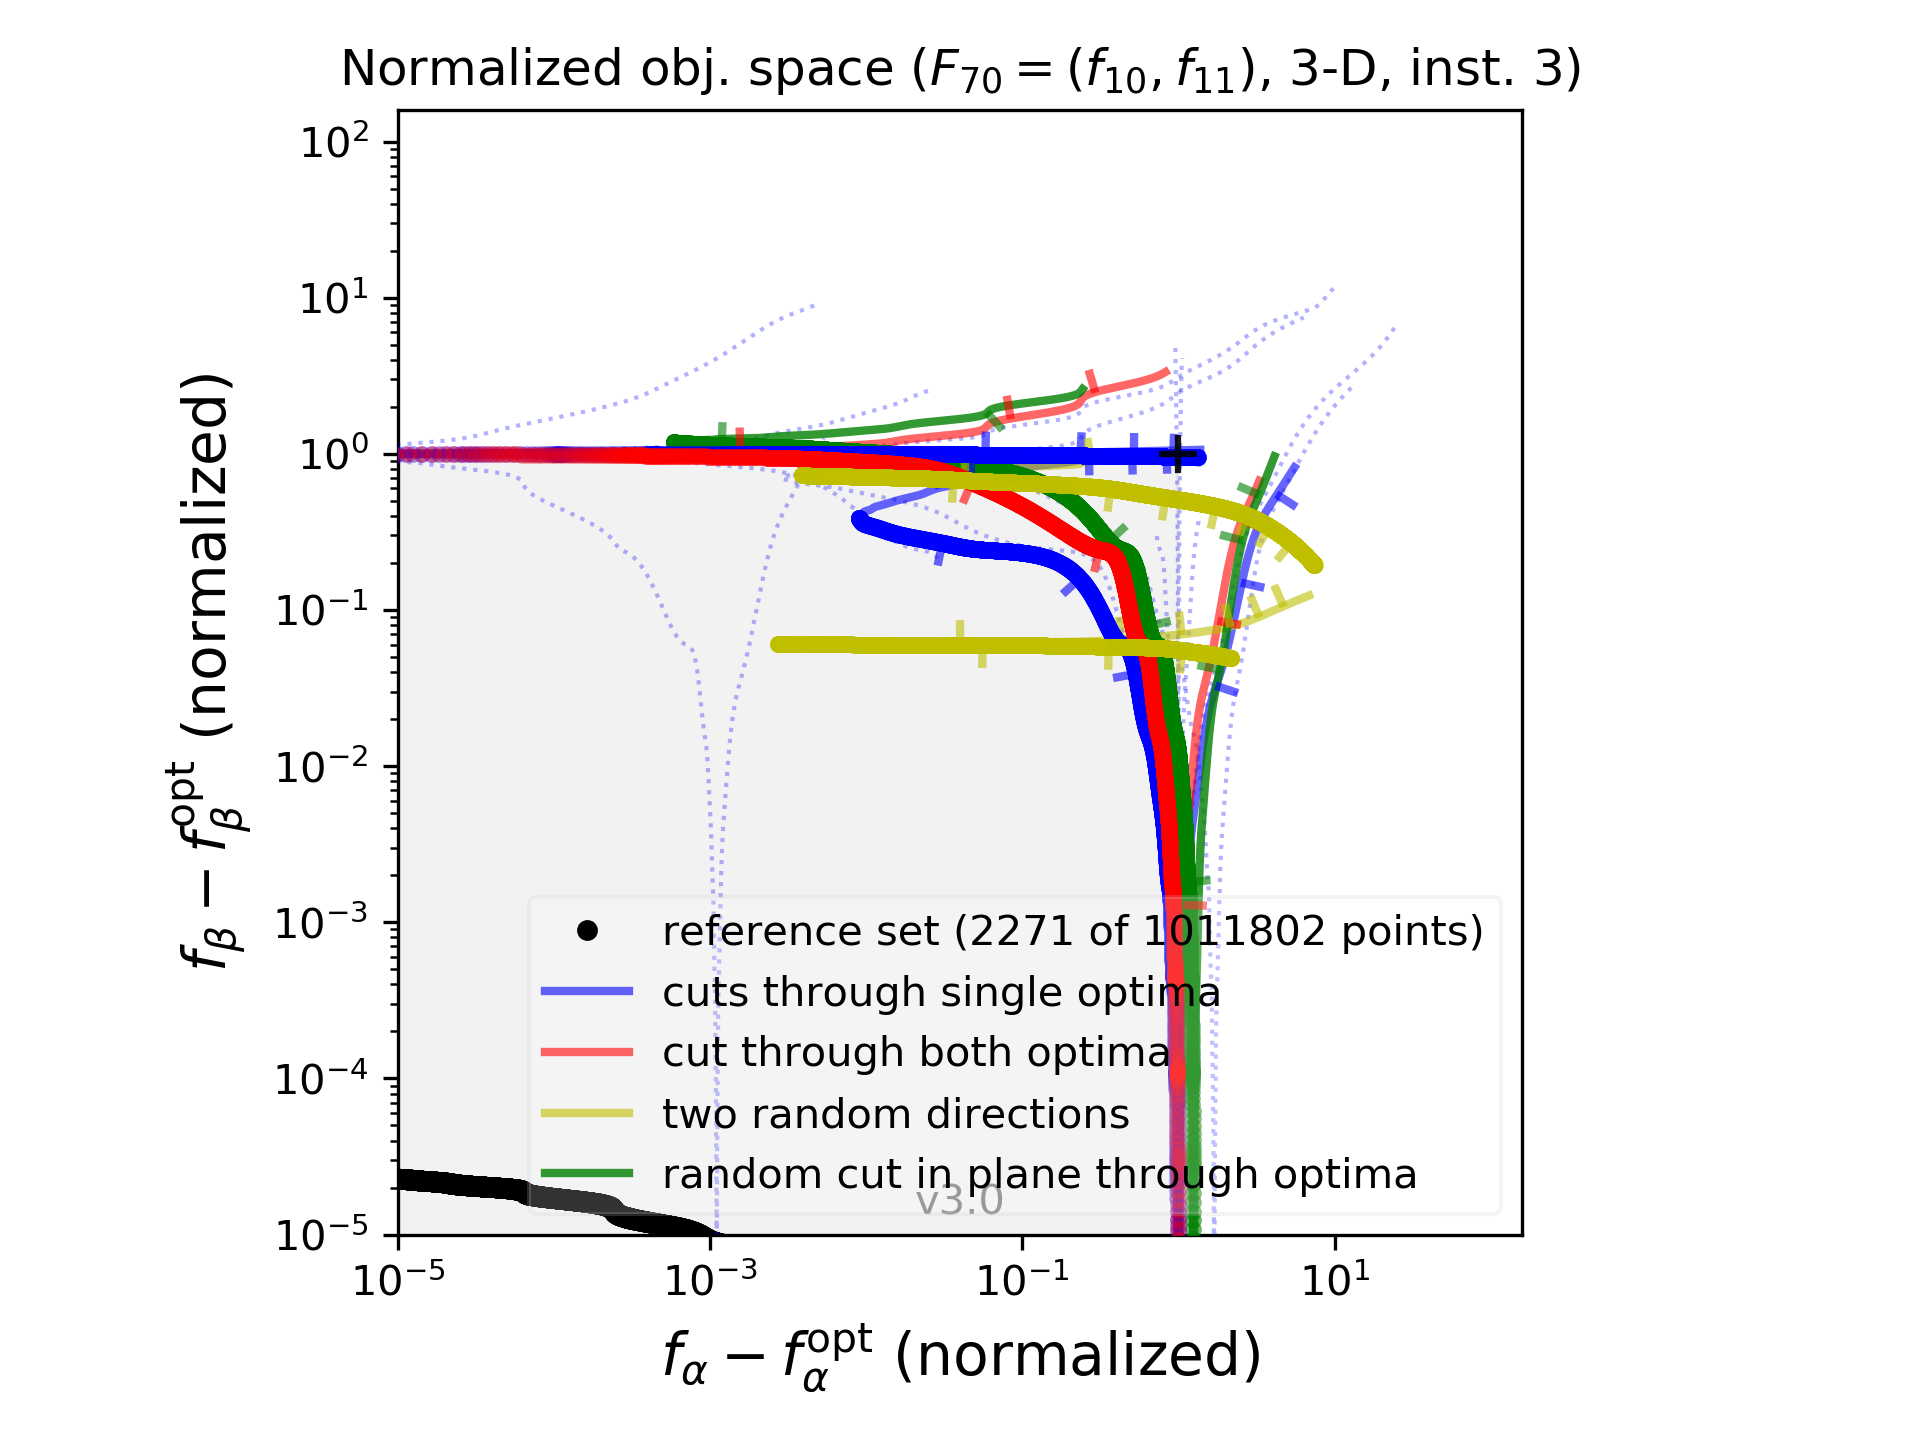 Normalized obj. space (F₇₀ = (f₁₀, f₁₁), 3-D, inst. 3)
10²
10¹
10⁰
10⁻¹
10⁻²
10⁻³
10⁻⁴
10⁻⁵
f_β − f_β^opt (normalized)
reference set (2271 of 1011802 points)
cuts through single optima
cut through both optima
two random directions
random cut in plane through optima
v3.0
10⁻⁵ 10⁻³ 10⁻¹ 10¹
f_α − f_α^opt (normalized)